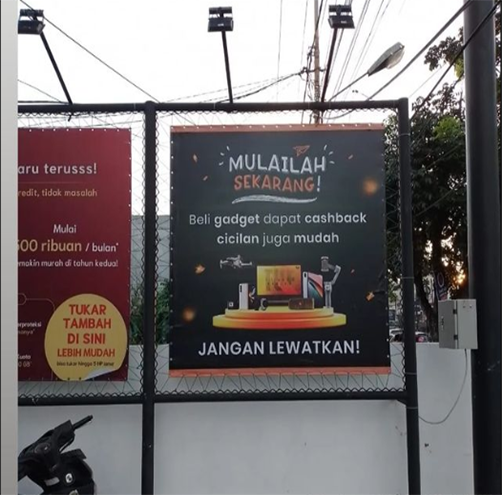 aru terusss!
redit, tidak masalah
Mulai
500 ribuan / bulan*
makin murah di tahun kedua!
TUKAR
TAMBAH
DI SINI
LEBIH MUDAH
MULAILAH
SEKARANG!
Beli gadget dapat cashback
cicilan juga mudah
JANGAN LEWATKAN!